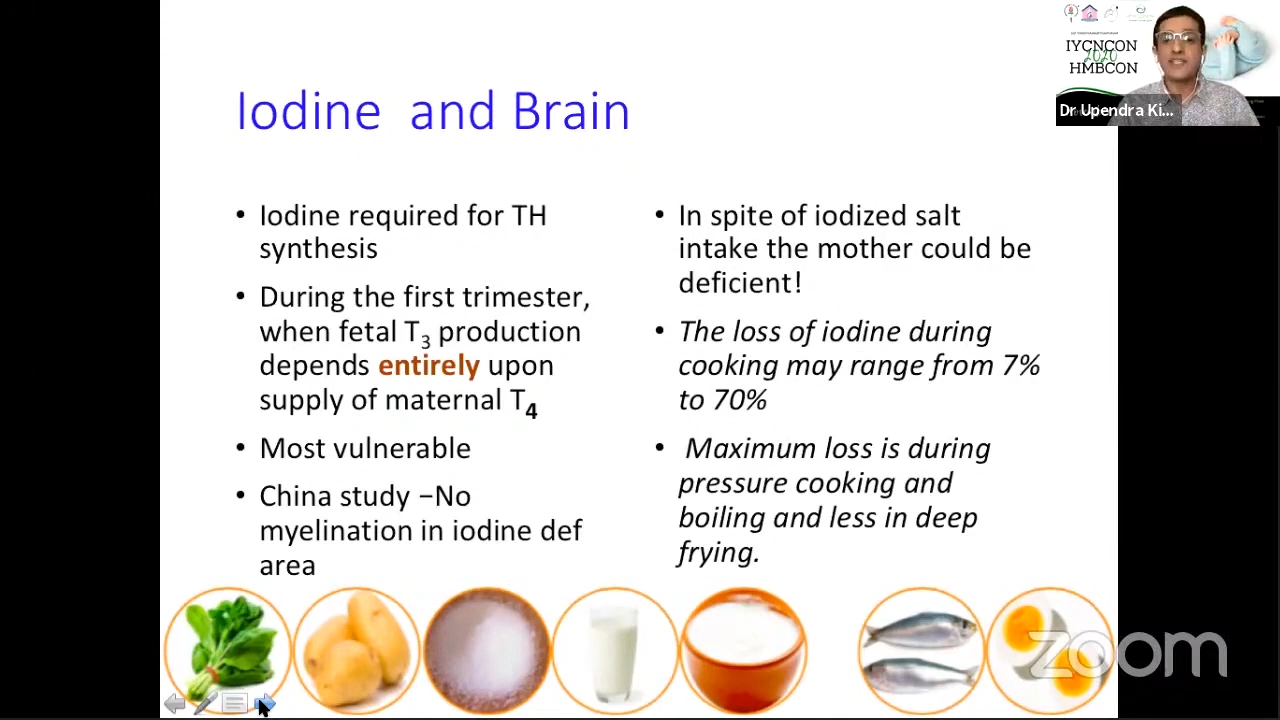 Iodine and Brain
• Iodine required for TH
synthesis
• During the first trimester,
when fetal T3 production
depends entirely upon
supply of maternal T4
• Most vulnerable
• China study –No
myelination in iodine def
area
• In spite of iodized salt
intake the mother could be
deficient!
• The loss of iodine during
cooking may range from 7%
to 70%
• Maximum loss is during
pressure cooking and
boiling and less in deep
frying.
IYCNCON
2020
HMBCON
Dr Upendra Ki...
zoom